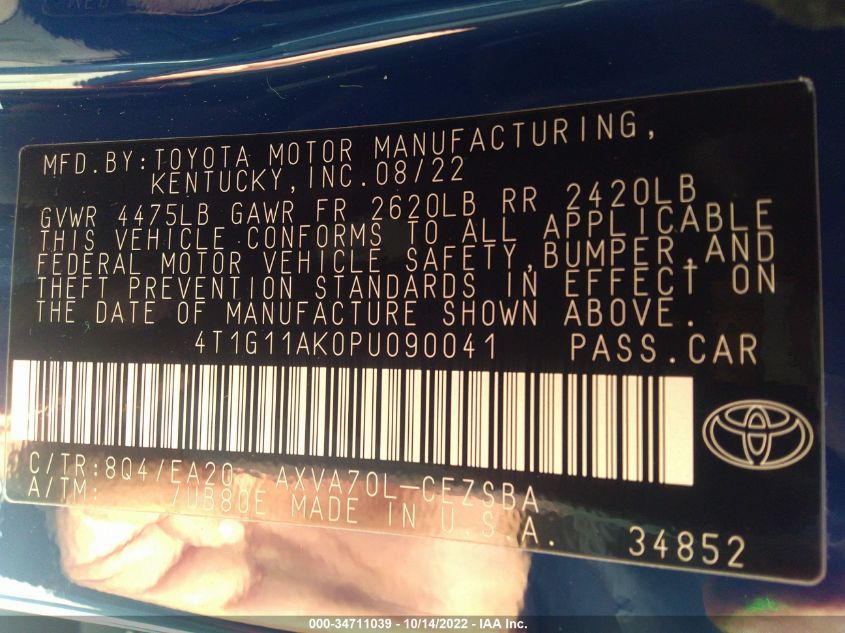 MFD.BY:TOYOTA MOTOR MANUFACTURING,
KENTUCKY,INC.08/22
GVWR 4475LB GAWR FR 2620LB RR 2420LB
THIS VEHICLE CONFORMS TO ALL APPLICABLE
FEDERAL MOTOR VEHICLE SAFETY,BUMPER,AND
THEFT PREVENTION STANDARDS IN EFFECT ON
THE DATE OF MANUFACTURE SHOWN ABOVE.
4T1G11AK0PU090041 PASS.CAR
C/TR:8Q4/EA20 AXVA70L-CEZSBA
A/TM: /UB80E MADE IN U.S.A.
34852
000-34711039 - 10/14/2022 - IAA Inc.